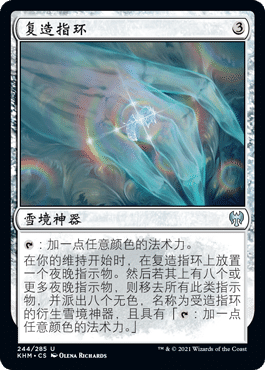 复造指环 3
雪境神器
：加一点任意颜色的法术力。
在你的维持开始时，在复造指环上放置
一个夜晚指示物。然后若其上有八个或
更多夜晚指示物，则移去所有此类指示
物，并派出八个无色，名称为受造指环
的衍生雪境神器，且具有「：加一点
任意颜色的法术力。」
244/285 U
KHM • CS OLENA RICHARDS
™ & © 2021 Wizards of the Coast